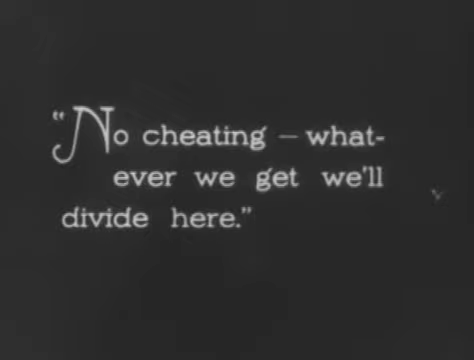 "No cheating — what-
ever we get we'll
divide here."